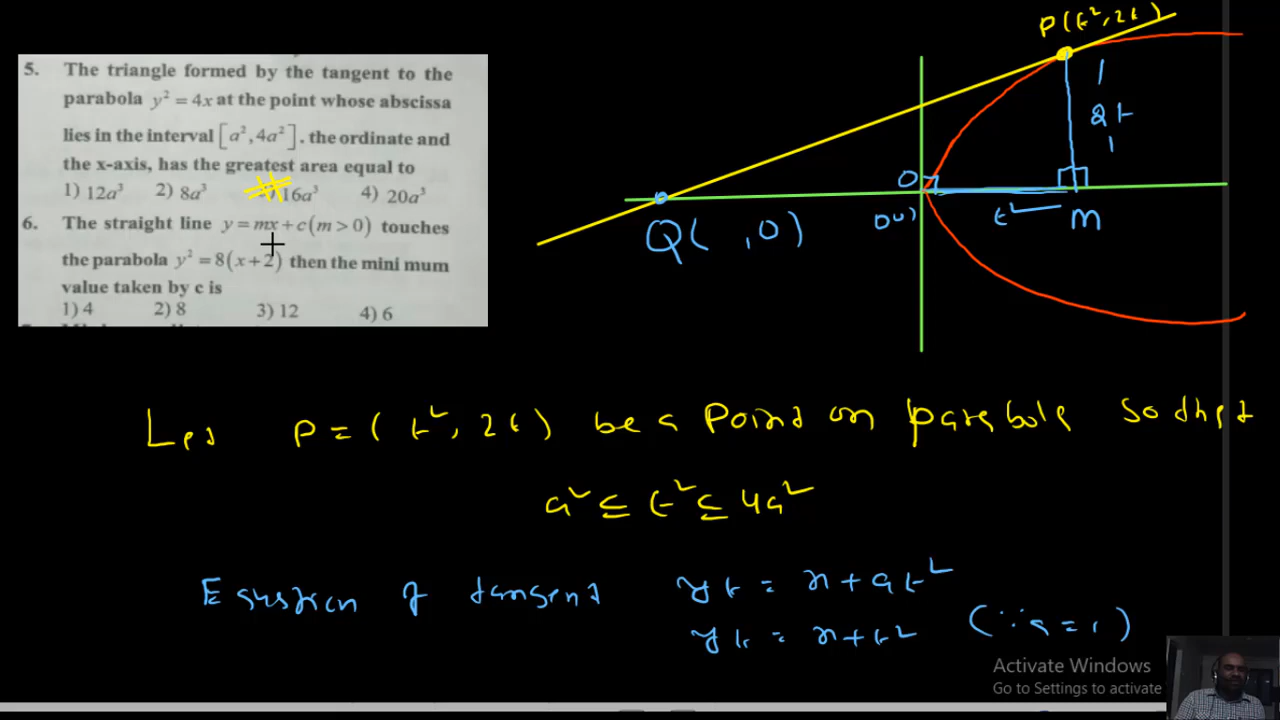 5. The triangle formed by the tangent to the
parabola y² = 4x at the point whose abscissa
lies in the interval [a², 4a²]. the ordinate and
the x-axis, has the greatest area equal to
1) 12a³ 2) 8a³ 16a³ 4) 20a³
6. The straight line y = mx + c (m > 0) touches
the parabola y² = 8(x+2) then the mini mum
value taken by c is
1) 4 2) 8 3) 12 4) 6
P(t², 2t)
2t
O
t² m
Q( , 0)
Let P = (t², 2t) be a Point on parabola so that
a² ≤ t² ≤ 4a²
Equation of tangent yt = x + at²
yt = x + t² (∵ a = 1)
Activate Windows
Go to Settings to activate